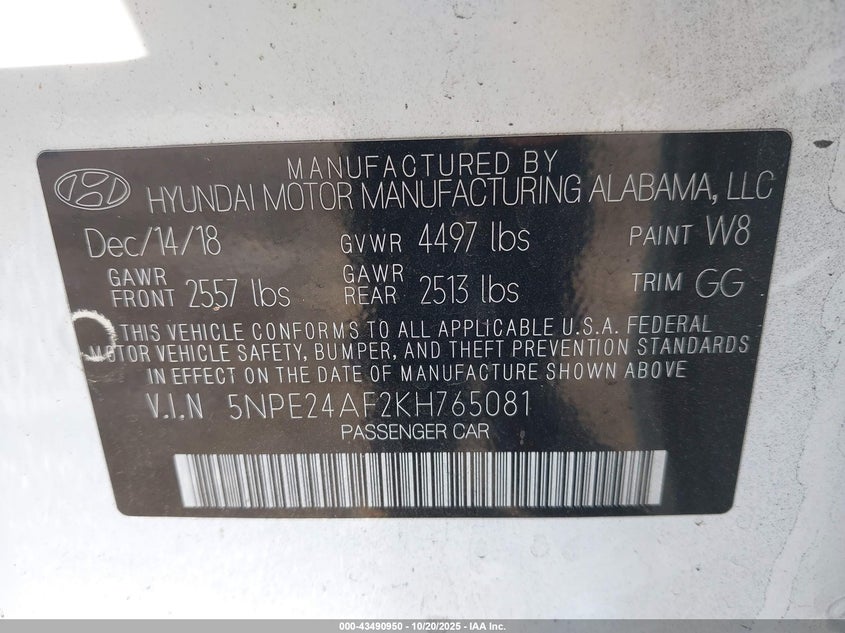 MANUFACTURED BY
HYUNDAI MOTOR MANUFACTURING ALABAMA, LLC
Dec/14/18 GVWR 4497 lbs PAINT W8
GAWR FRONT 2557 lbs GAWR REAR 2513 lbs TRIM GG
THIS VEHICLE CONFORMS TO ALL APPLICABLE U.S.A. FEDERAL
MOTOR VEHICLE SAFETY, BUMPER, AND THEFT PREVENTION STANDARDS
IN EFFECT ON THE DATE OF MANUFACTURE SHOWN ABOVE
V.I.N 5NPE24AF2KH765081
PASSENGER CAR
000-43490950 - 10/20/2025 - IAA Inc.